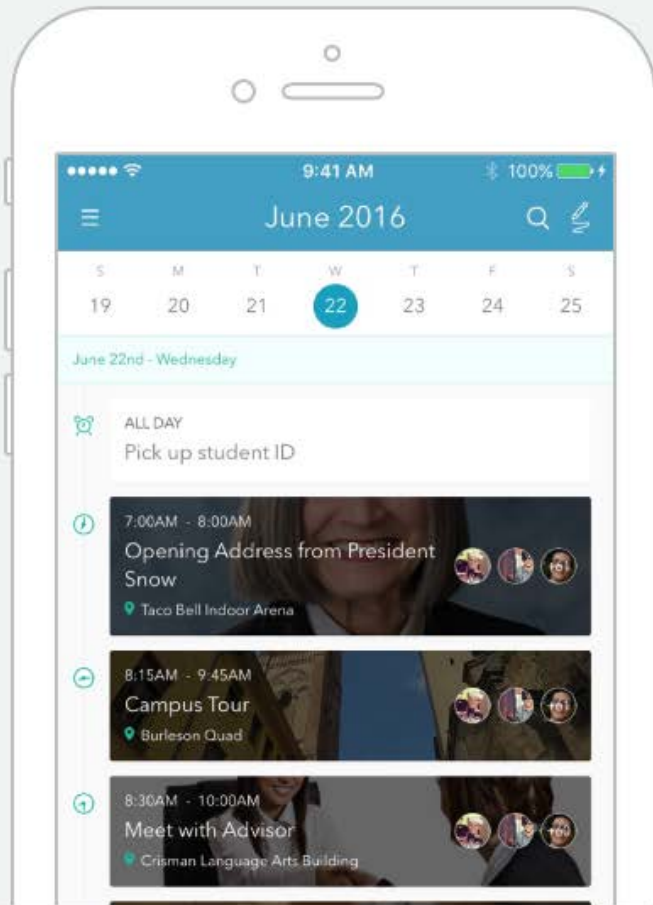 9:41 AM 100%
June 2016
S M T W T F S
19 20 21 22 23 24 25
June 22nd - Wednesday
ALL DAY
Pick up student ID
7:00AM - 8:00AM
Opening Address from President
Snow
+61
Taco Bell Indoor Arena
8:15AM - 9:45AM
Campus Tour
+61
Burleson Quad
8:30AM - 10:00AM
Meet with Advisor
Crisman Language Arts Building